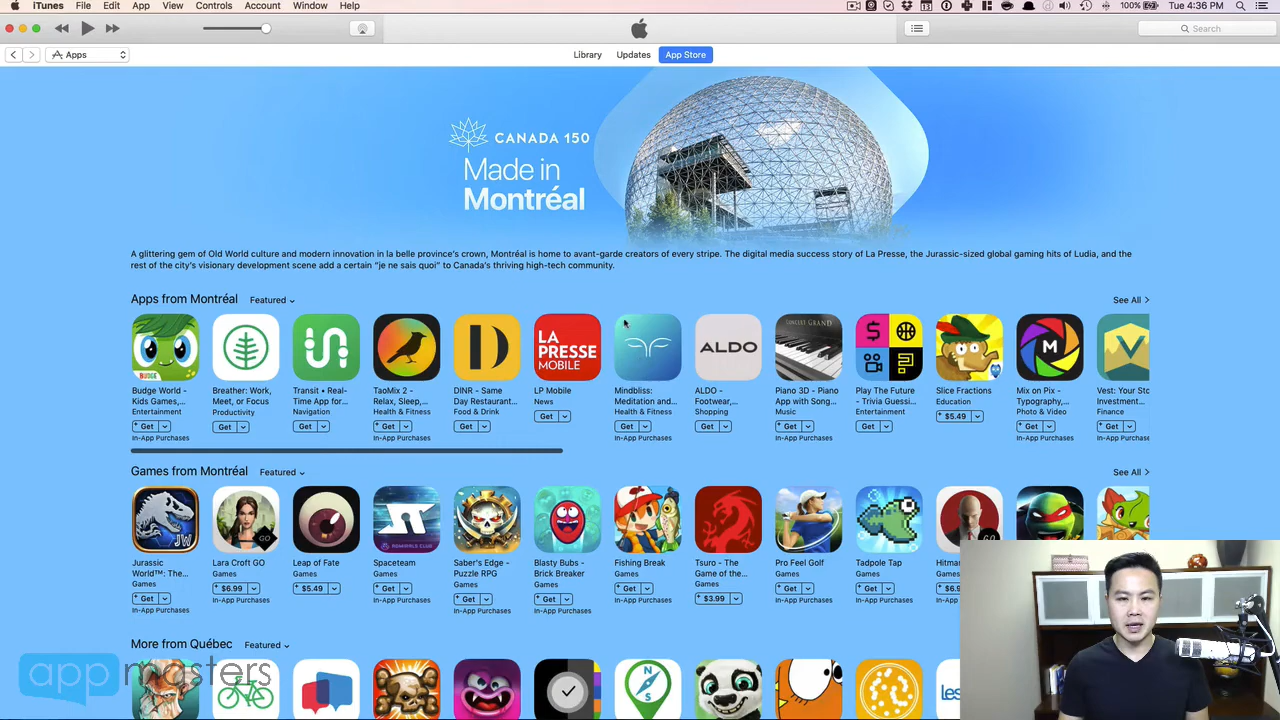 iTunes File Edit View Controls Account Window Help
100% Tue 4:36 PM
Search
Apps
Library Updates App Store
CANADA 150
Made in
Montréal
A glittering gem of Old World culture and modern innovation in la belle province's crown, Montréal is home to avant-garde creators of every stripe. The digital media success story of La Presse, the Jurassic-sized global gaming hits of Ludia, and the
rest of the city's visionary development scene add a certain “je ne sais quoi” to Canada's thriving high-tech community.
Apps from Montréal Featured See All
BUDGE
D
LA
PRESSE
MOBILE
ALDO
CONCERT GRAND
M
V
Budge World -
Kids Games,...
Entertainment
+ Get
In-App Purchases
Breather: Work,
Meet, or Focus
Productivity
Get
Transit • Real-
Time App for...
Navigation
Get
TaoMix 2 -
Relax, Sleep,...
Health & Fitness
+ Get
In-App Purchases
DINR - Same
Day Restaurant...
Food & Drink
Get
LP Mobile
News
Get
Mindbliss:
Meditation and...
Health & Fitness
Get
In-App Purchases
ALDO -
Footwear,...
Shopping
Get
Piano 3D - Piano
App with Song...
Music
+ Get
In-App Purchases
Play The Future
- Trivia Guessi...
Entertainment
Get
Slice Fractions
Education
+ $5.49
Mix on Pix -
Typography,...
Photo & Video
+ Get
In-App Purchases
Vest: Your Sto
Investment...
Finance
+ Get
In-App Purchases
Games from Montréal Featured See All
JW
GO
Jurassic
World™: The...
Games
+ Get
In-App Purchases
Lara Croft GO
Games
+ $6.99
In-App Purchases
Leap of Fate
Games
+ $5.49
Spaceteam
Games
+ Get
In-App Purchases
Saber's Edge -
Puzzle RPG
Games
+ Get
In-App Purchases
Blasty Bubs -
Brick Breaker
Games
+ Get
In-App Purchases
Fishing Break
Games
+ Get
In-App Purchases
Tsuro - The
Game of the...
Games
+ $3.99
Pro Feel Golf
Games
+ Get
In-App Purchases
Tadpole Tap
Games
+ Get
In-App Purchases
Hitman
Games
+ $6.9
In-App
More from Québec Featured
app masters
N
S
les